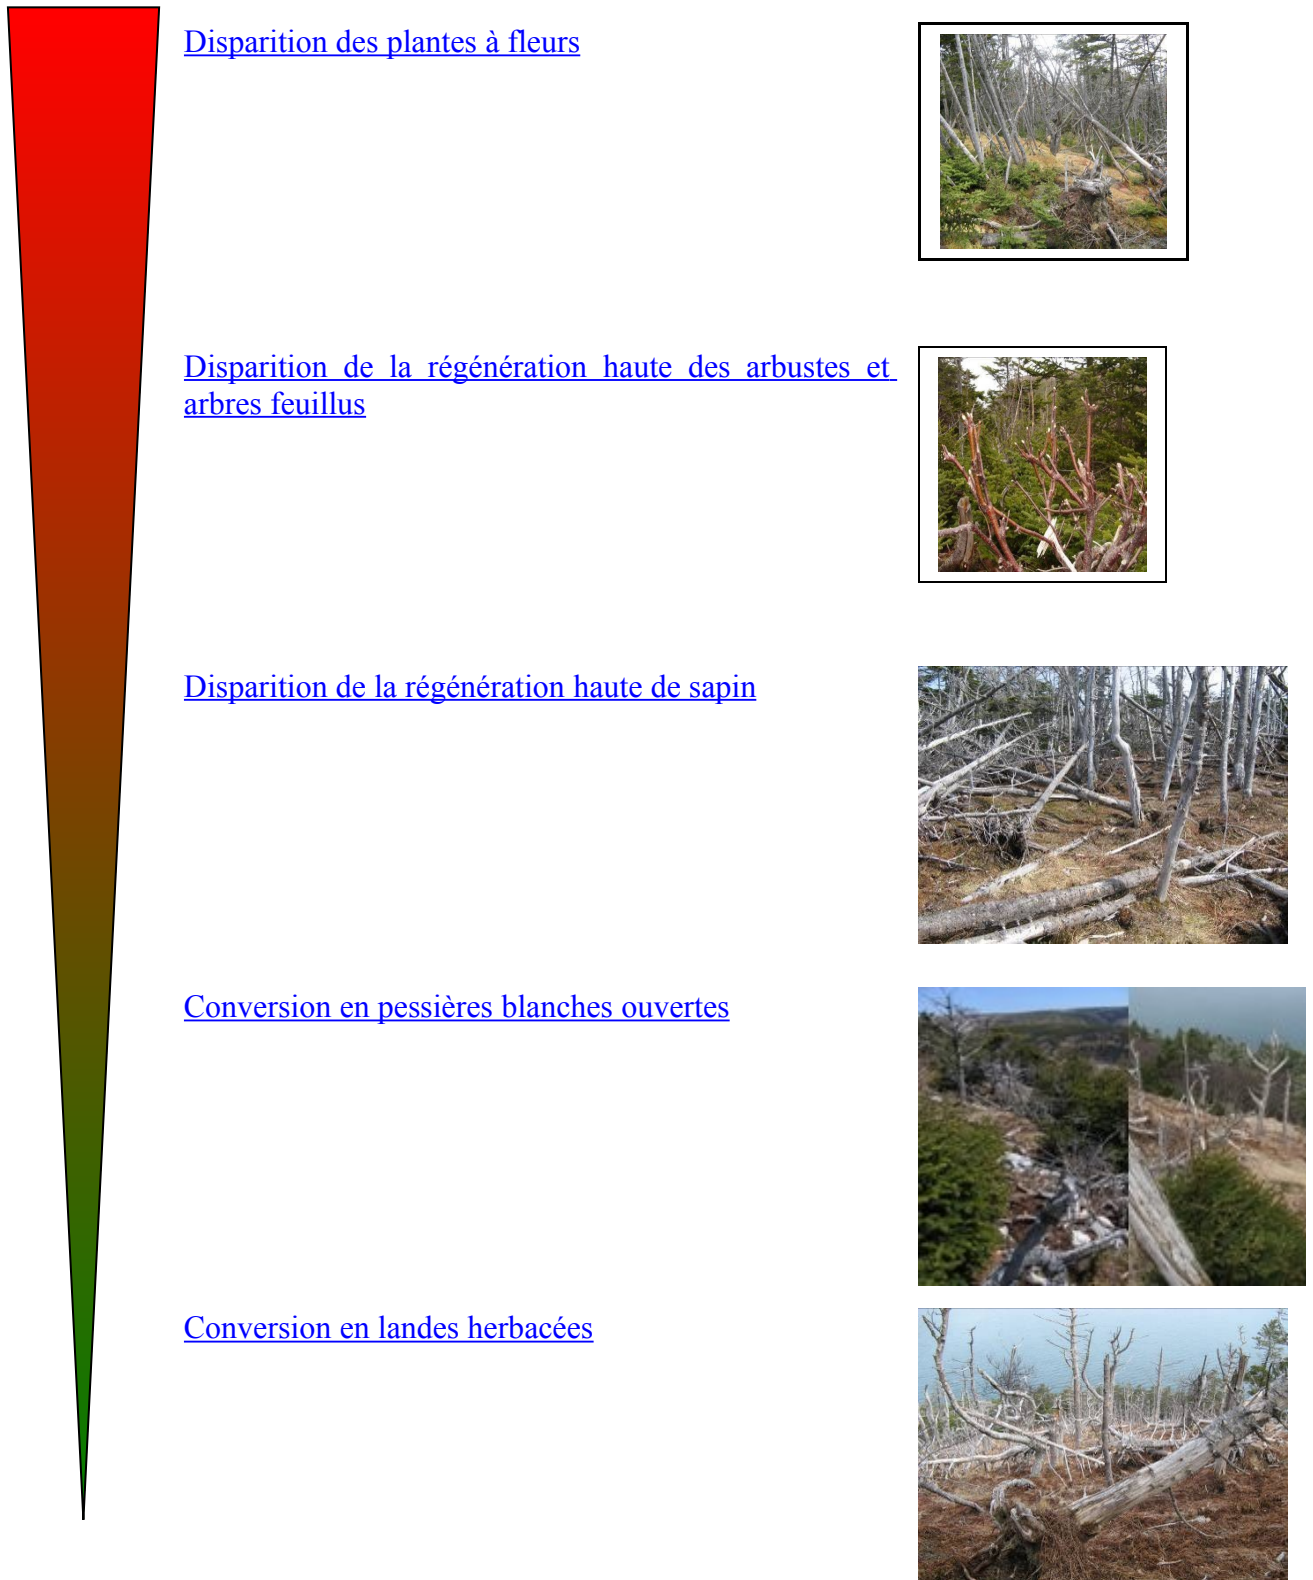 Disparition des plantes à fleurs
Disparition de la régénération haute des arbustes et
arbres feuillus
Disparition de la régénération haute de sapin
Conversion en pessières blanches ouvertes
Conversion en landes herbacées